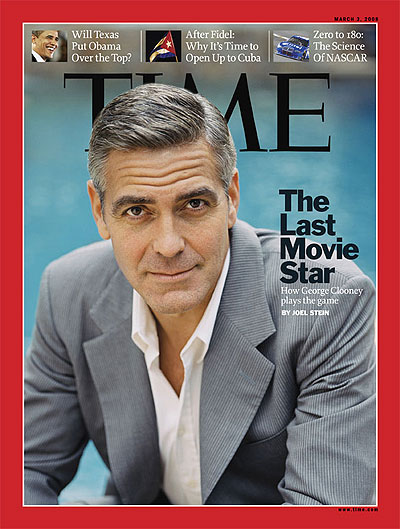 MARCH 3, 2008
Will Texas
Put Obama
Over the Top?
After Fidel:
Why It's Time to
Open Up to Cuba
Zero to 180:
The Science
Of NASCAR
TIME
The
Last
Movie
Star
How George Clooney
plays the game
BY JOEL STEIN
www.time.com